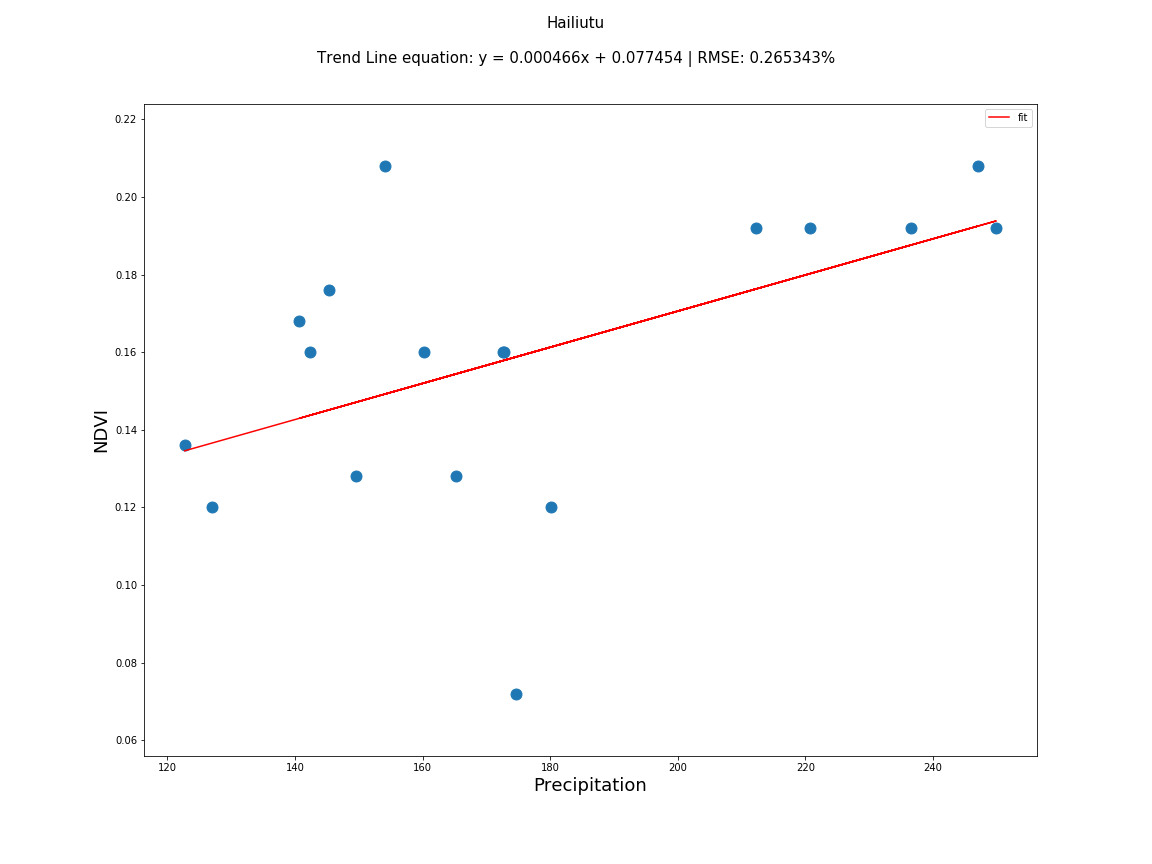 Hailiutu
Trend Line equation: y = 0.000466x + 0.077454 | RMSE: 0.265343%
fit
0.22
0.20
0.18
0.16
0.14
0.12
0.10
0.08
0.06
NDVI
120 140 160 180 200 220 240
Precipitation